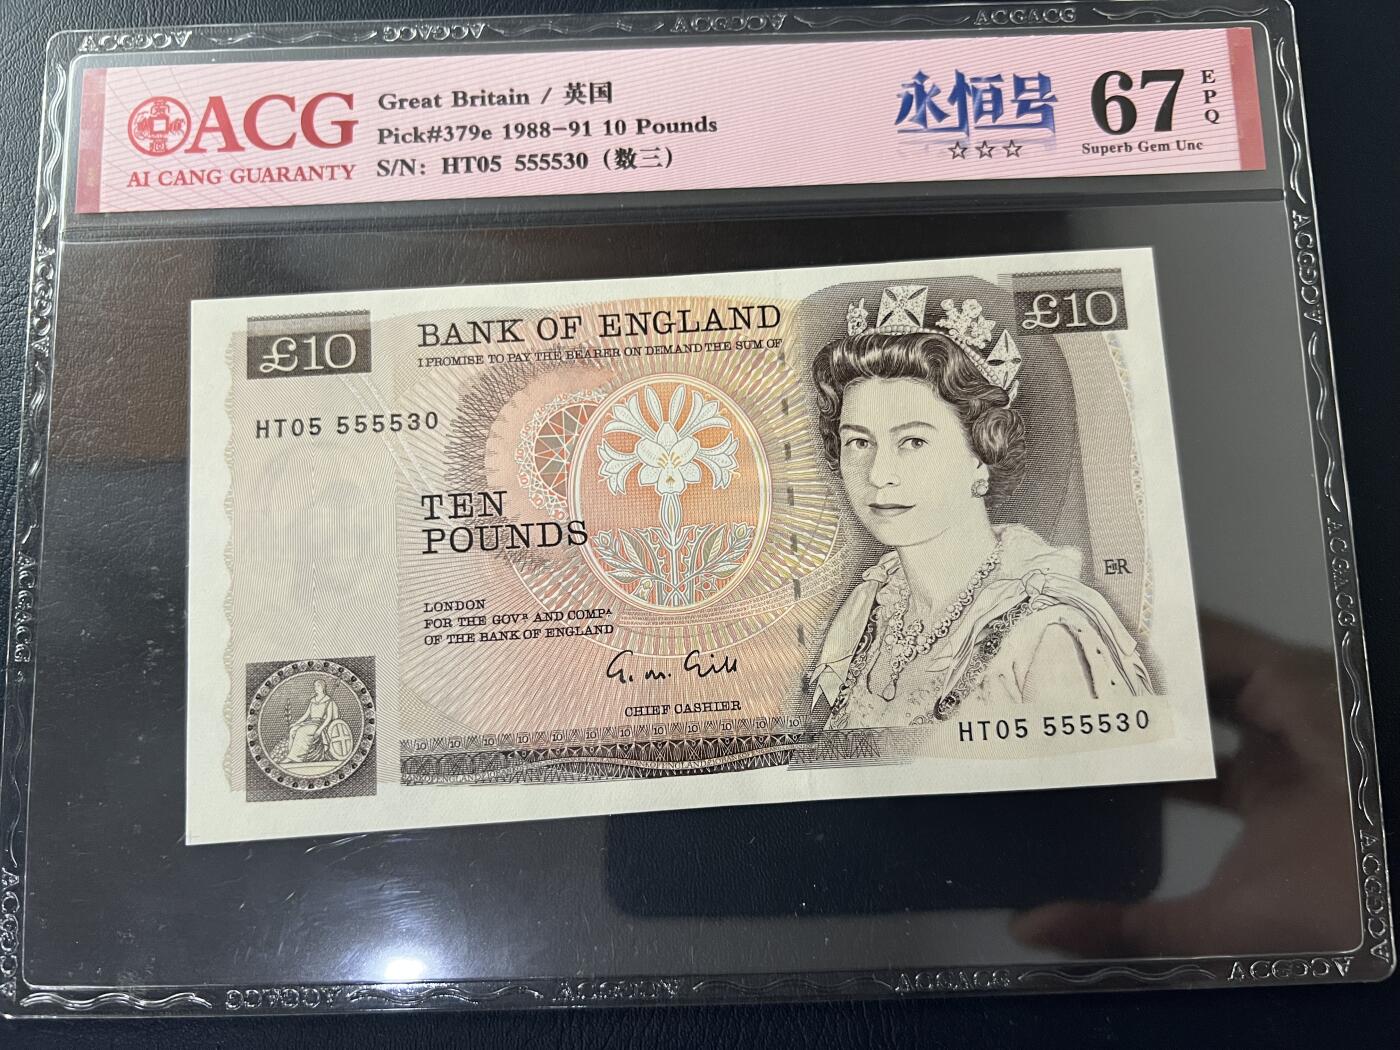 ACG
AI CANG GUARANTY
Great Britain / 英国
Pick#379e 1988-91 10 Pounds
S/N: HT05 555530 (数三)
永恒号
☆☆☆
67
EPQ
Superb Gem Unc
£10
BANK OF ENGLAND
I PROMISE TO PAY THE BEARER ON DEMAND THE SUM OF
£10
HT05 555530
TEN
POUNDS
LONDON
FOR THE GOVR AND COMPA
OF THE BANK OF ENGLAND
G. M. Gill
CHIEF CASHIER
EIIR
HT05 555530